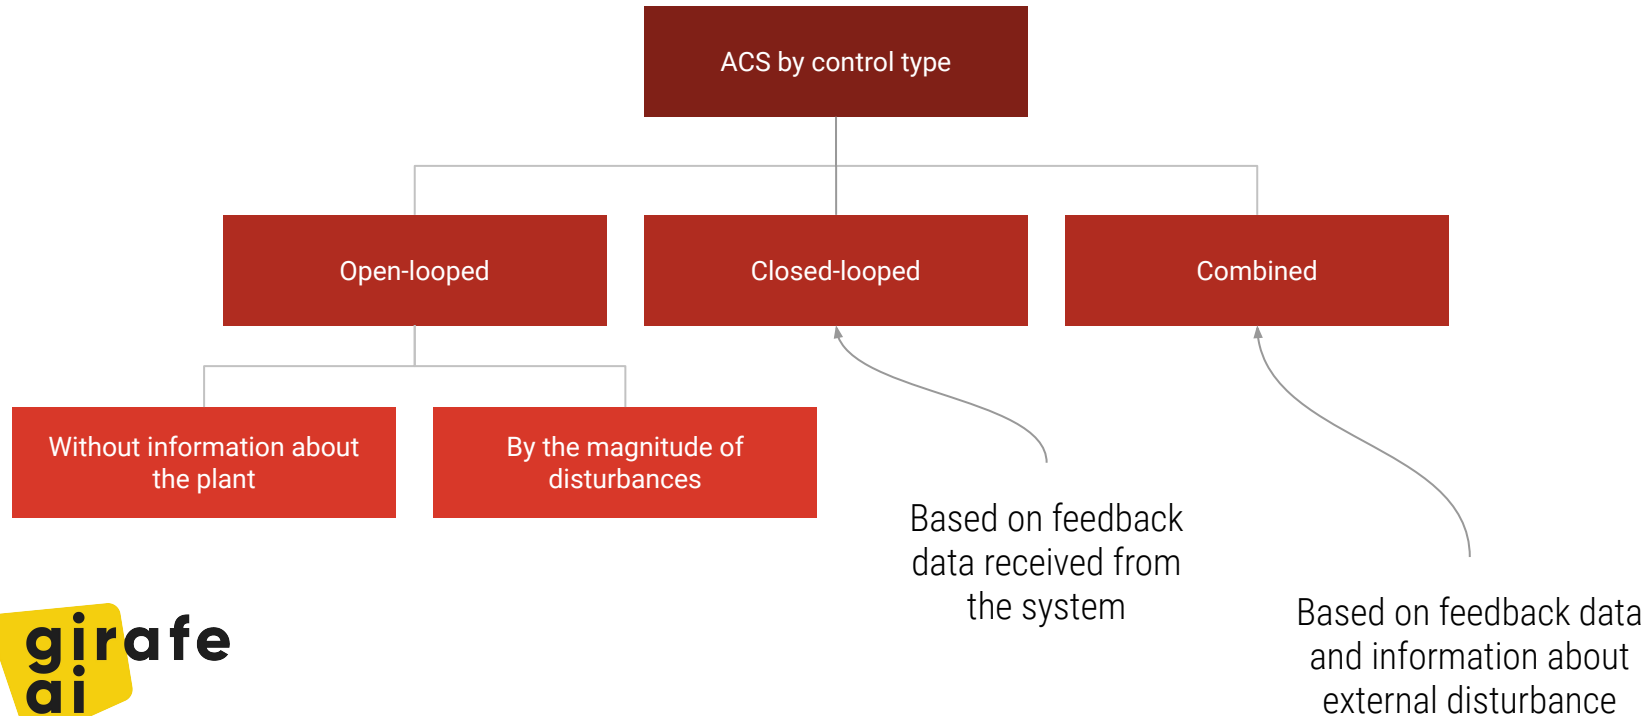 ACS by control type
Open-looped
Closed-looped
Combined
Without information about
the plant
By the magnitude of
disturbances
Based on feedback
data received from
the system
Based on feedback data
and information about
external disturbance
girafe
ai